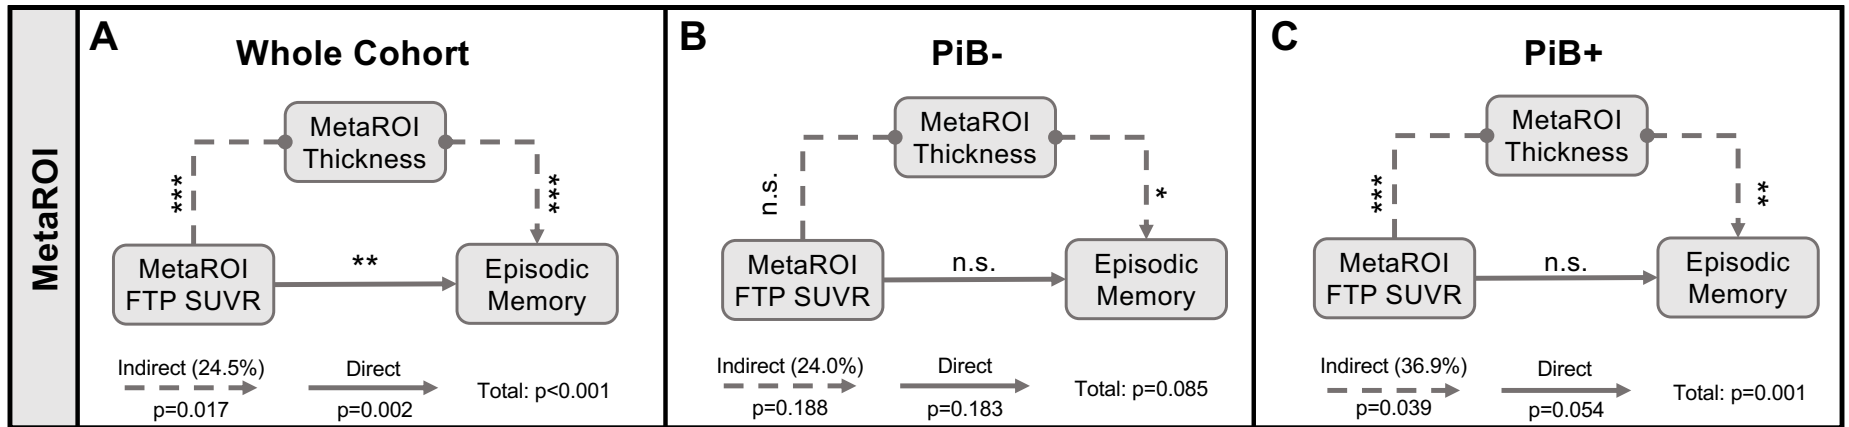 MetaROI
A
Whole Cohort
MetaROI
Thickness
***
***
MetaROI
FTP SUVR
**
Episodic
Memory
Indirect (24.5%)
p=0.017
Direct
p=0.002
Total: p<0.001
B
PiB-
MetaROI
Thickness
n.s.
*
MetaROI
FTP SUVR
n.s.
Episodic
Memory
Indirect (24.0%)
p=0.188
Direct
p=0.183
Total: p=0.085
C
PiB+
MetaROI
Thickness
***
**
MetaROI
FTP SUVR
n.s.
Episodic
Memory
Indirect (36.9%)
p=0.039
Direct
p=0.054
Total: p=0.001